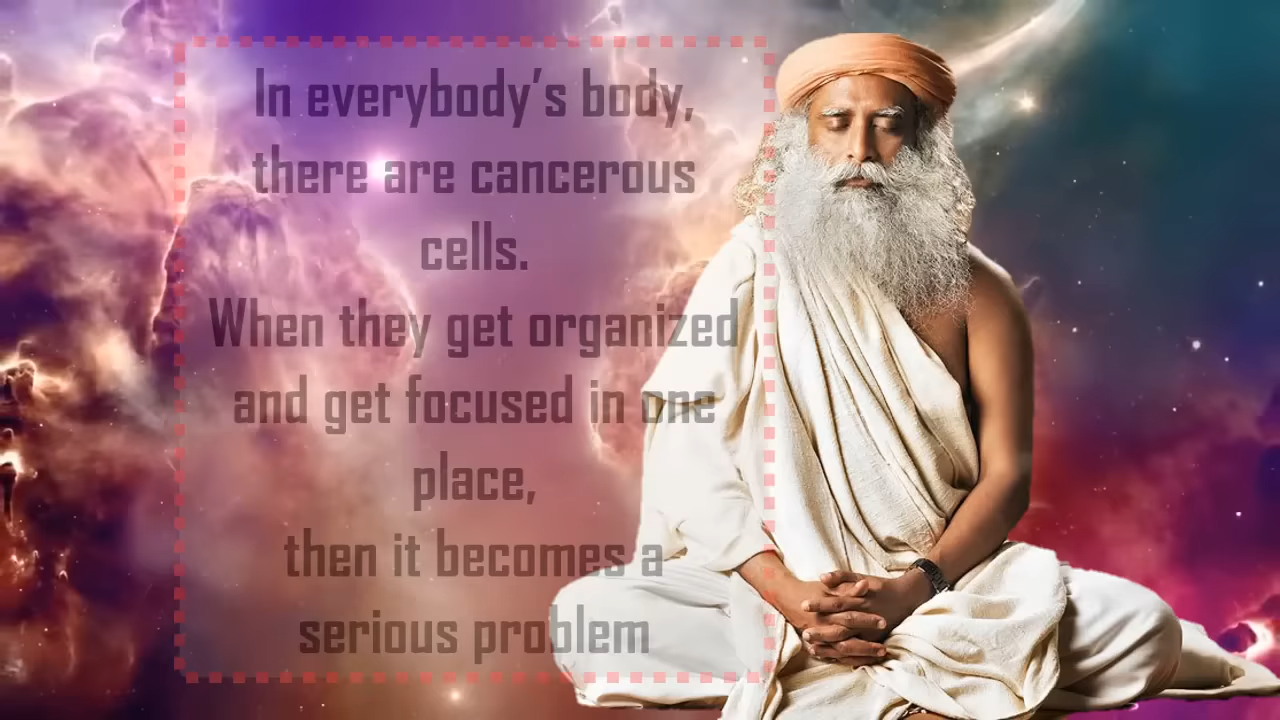 In everybody’s body,
there are cancerous
cells.
When they get organized
and get focused in one
place,
then it becomes a
serious problem